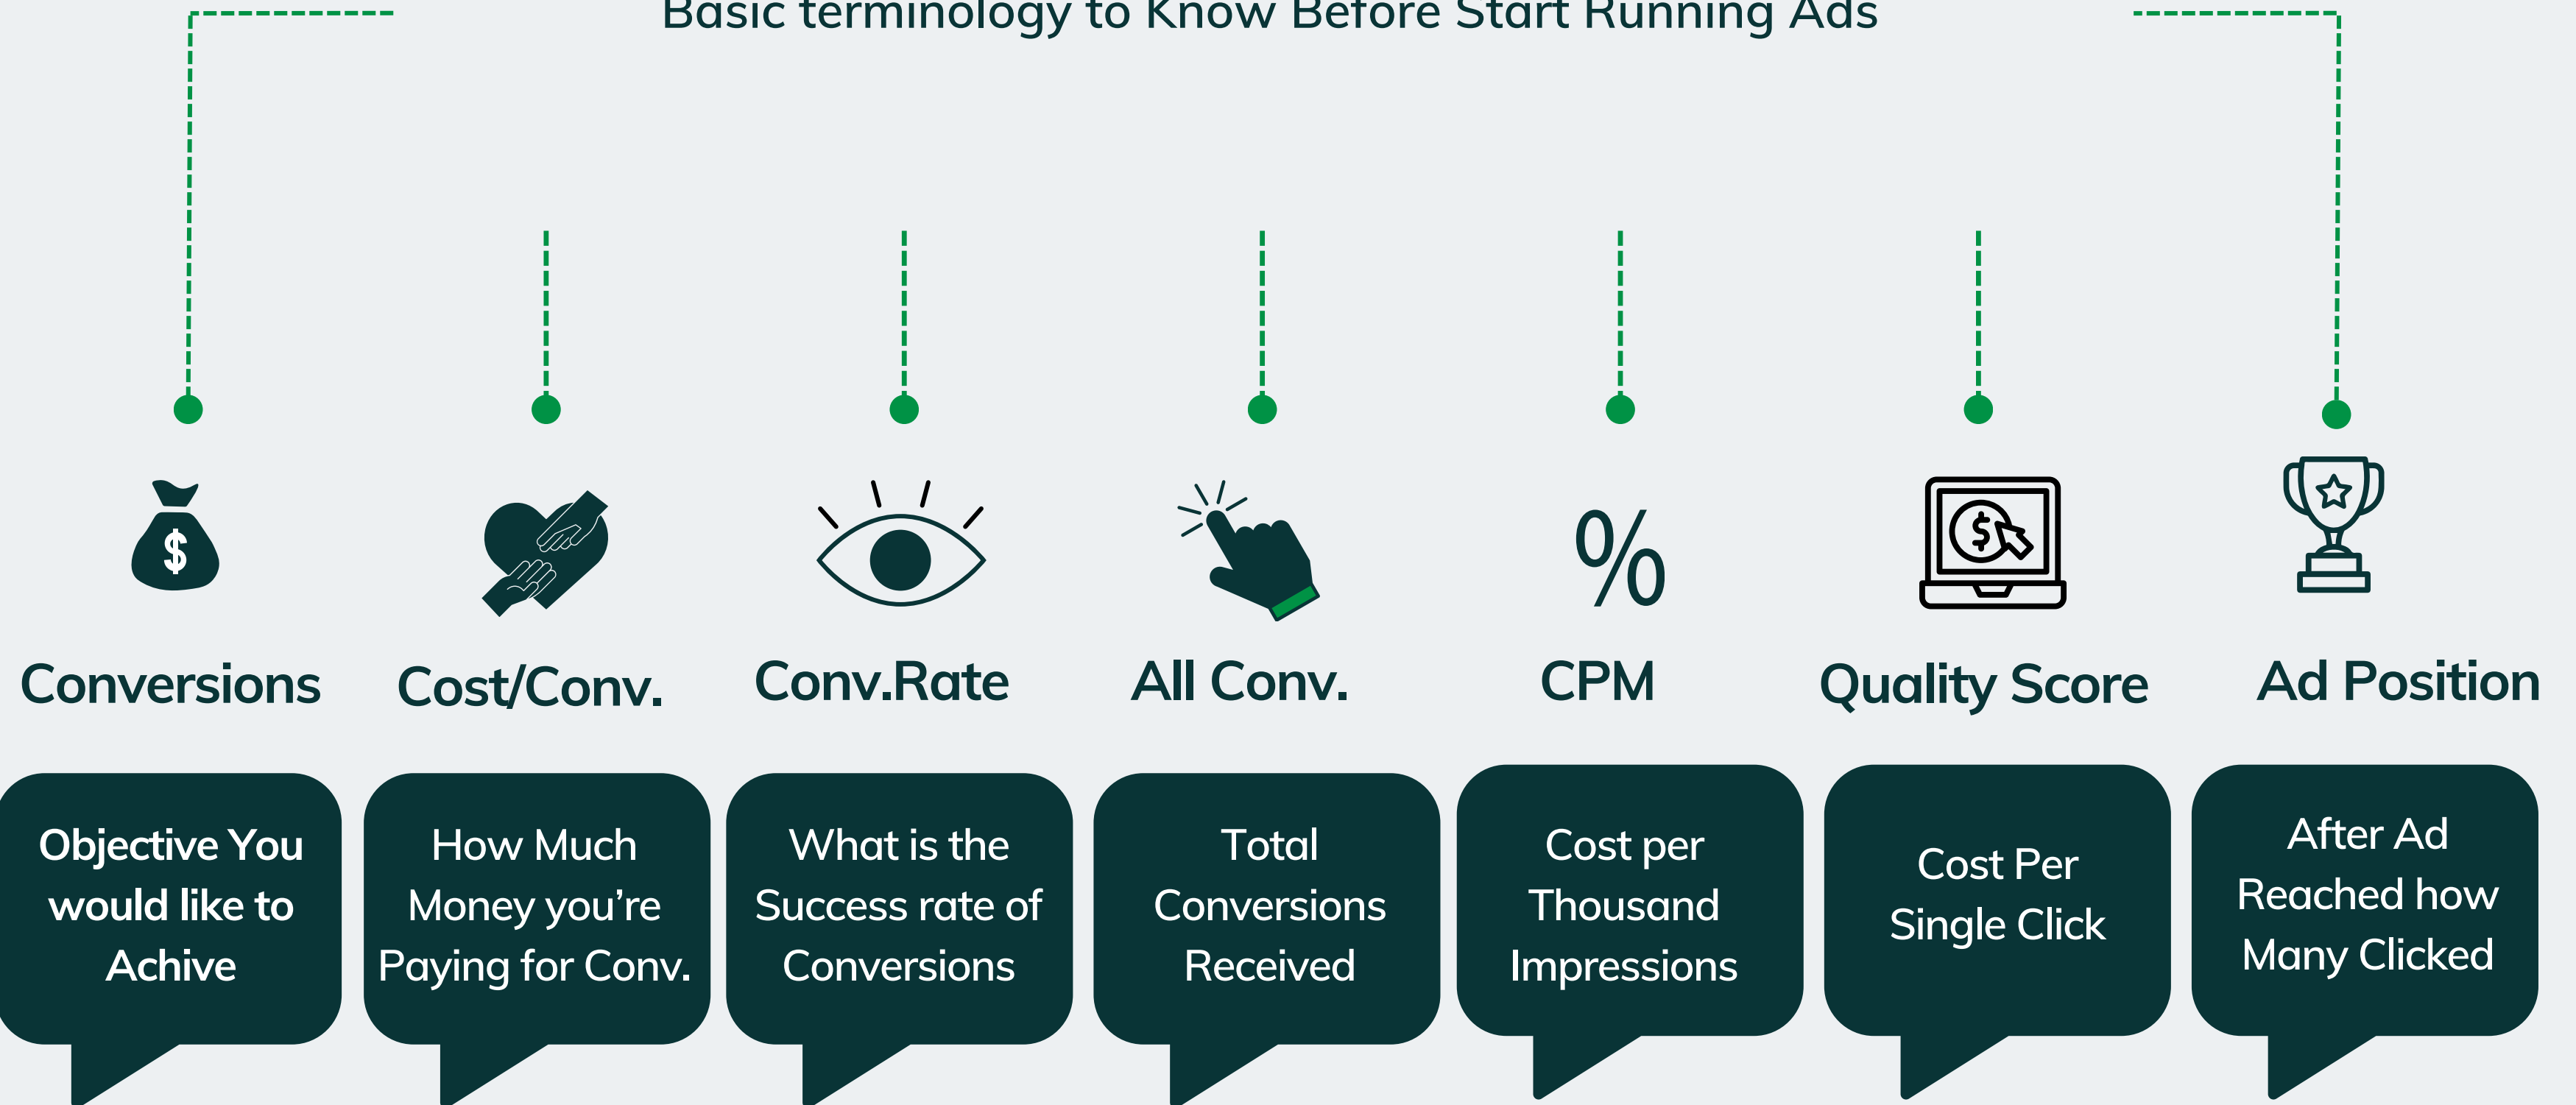 Basic terminology to Know Before Start Running Ads
$
%
$
Conversions
Cost/Conv.
Conv.Rate
All Conv.
CPM
Quality Score
Ad Position
Objective You
would like to
Achive
How Much
Money you’re
Paying for Conv.
What is the
Success rate of
Conversions
Total
Conversions
Received
Cost per
Thousand
Impressions
Cost Per
Single Click
After Ad
Reached how
Many Clicked